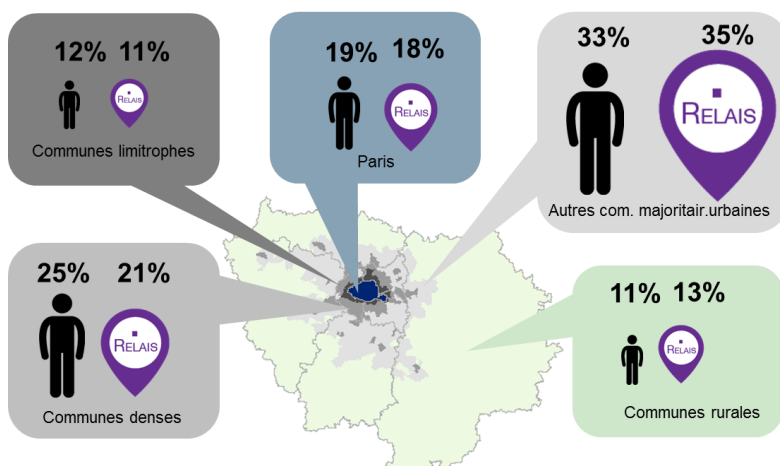 12% 11%
RELAIS
Communes limitrophes
19% 18%
RELAIS
Paris
33% 35%
RELAIS
Autres com. majoritair.urbaines
25% 21%
RELAIS
Communes denses
11% 13%
RELAIS
Communes rurales